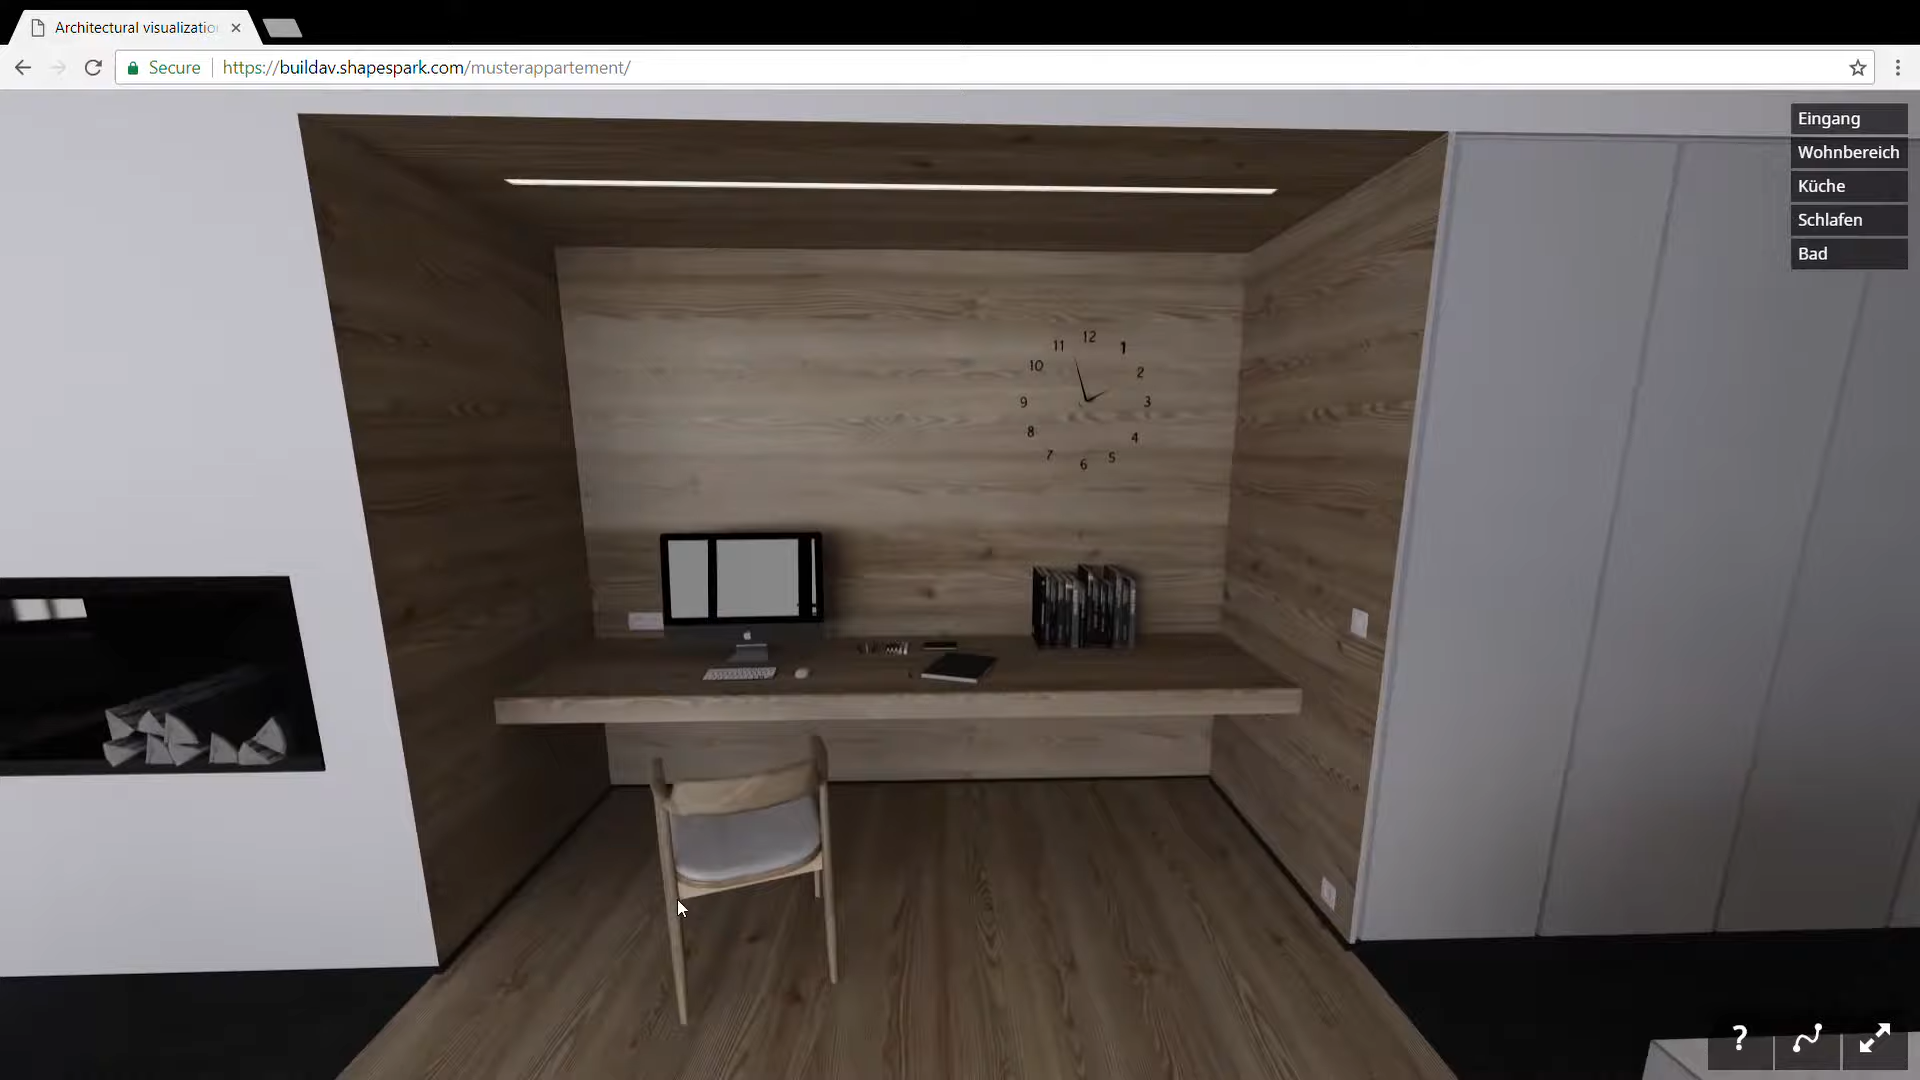 Architectural visualizatio
Secure
https://buildav.shapespark.com/musterappartement/
Eingang
Wohnbereich
Küche
Schlafen
Bad
12
11
1
10
2
9
3
8
4
7
5
6
?